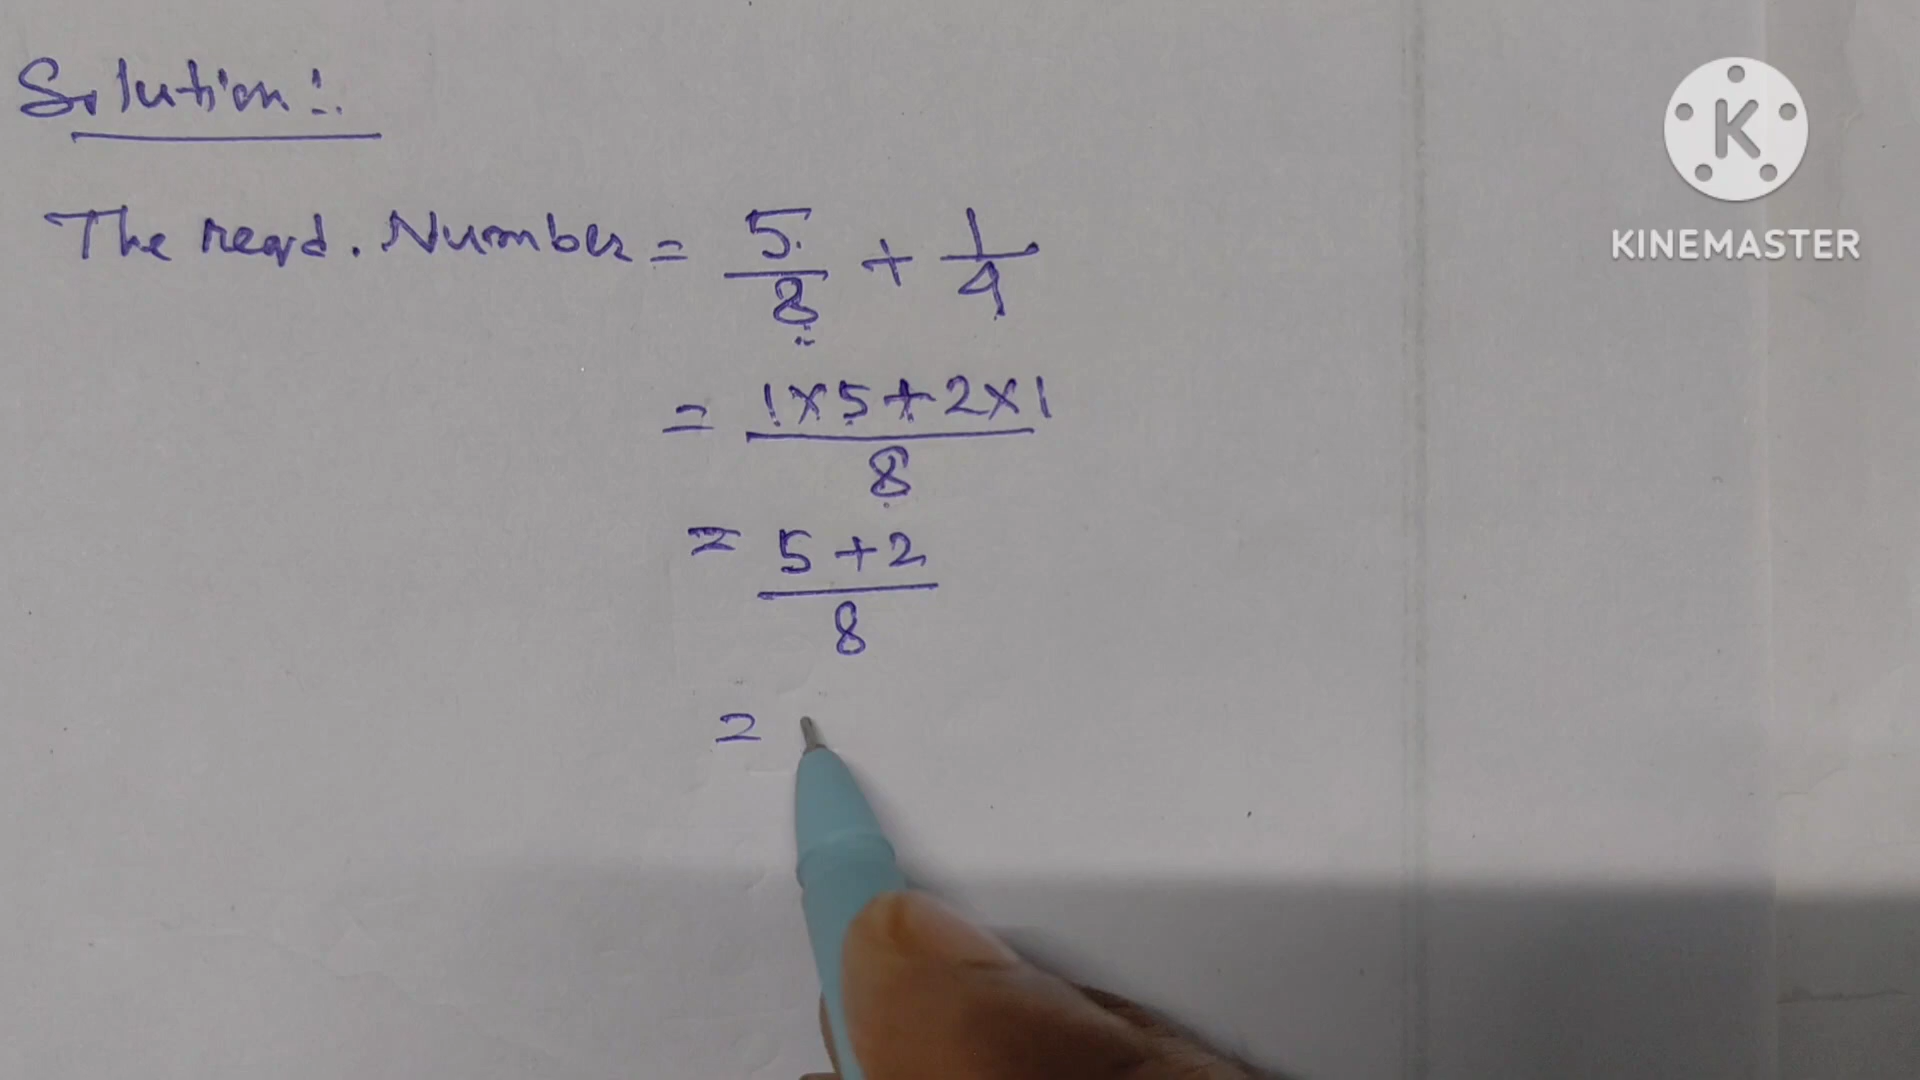 Solution:
KINEMASTER
The reqd. Number = 5/8 + 1/4
= 1×5+2×1/8
= 5+2/8
=